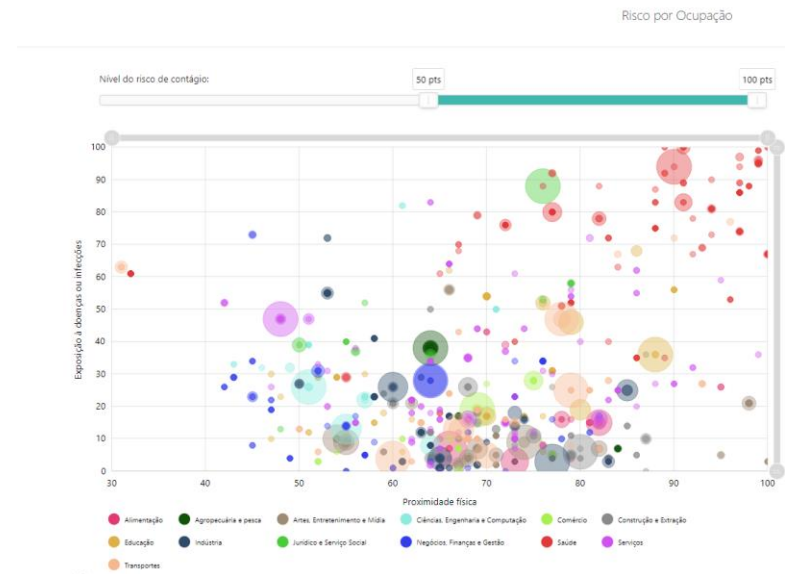 Risco por Ocupação
Nível do risco de contágio:
50 pts
100 pts
Exposição à doenças ou infecções
100
90
80
70
60
50
40
30
20
10
0
30 40 50 60 70 80 90 100
Proximidade física
Alimentação Agropecuária e pesca Artes, Entretenimento e Mídia Ciências, Engenharia e Computação Comércio Construção e Extração
Educação Indústria Jurídico e Serviço Social Negócios, Finanças e Gestão Saúde Serviços
Transportes